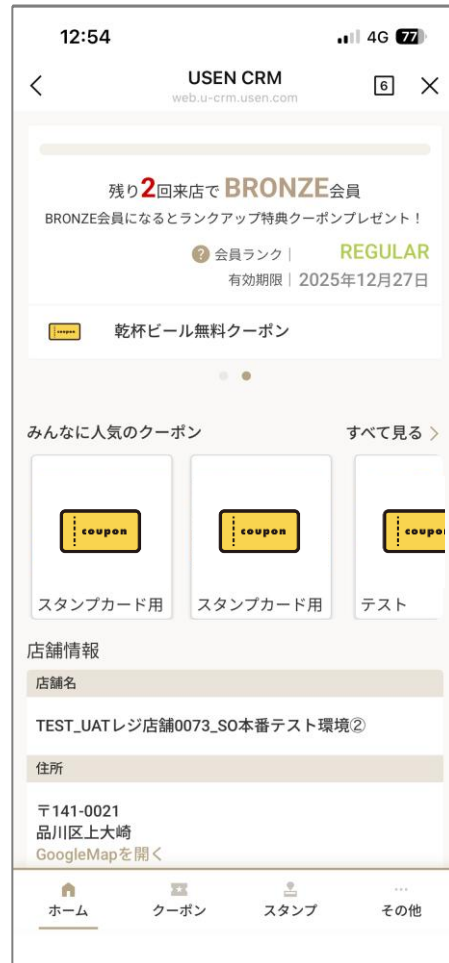 12:54
4G 77
USEN CRM
6
web.u-crm.usen.com
残り2回来店で BRONZE会員
BRONZE会員になるとランクアップ特典クーポンプレゼント！
? 会員ランク | REGULAR
有効期限 | 2025年12月27日
coupon
乾杯ビール無料クーポン
みんなに人気のクーポン
すべて見る
coupon
coupon
coupo
スタンプカード用
スタンプカード用
テスト
店舗情報
店舗名
TEST_UATレジ店舗0073_SO本番テスト環境②
住所
〒141-0021
品川区上大崎
GoogleMapを開く
ホーム
クーポン
スタンプ
その他